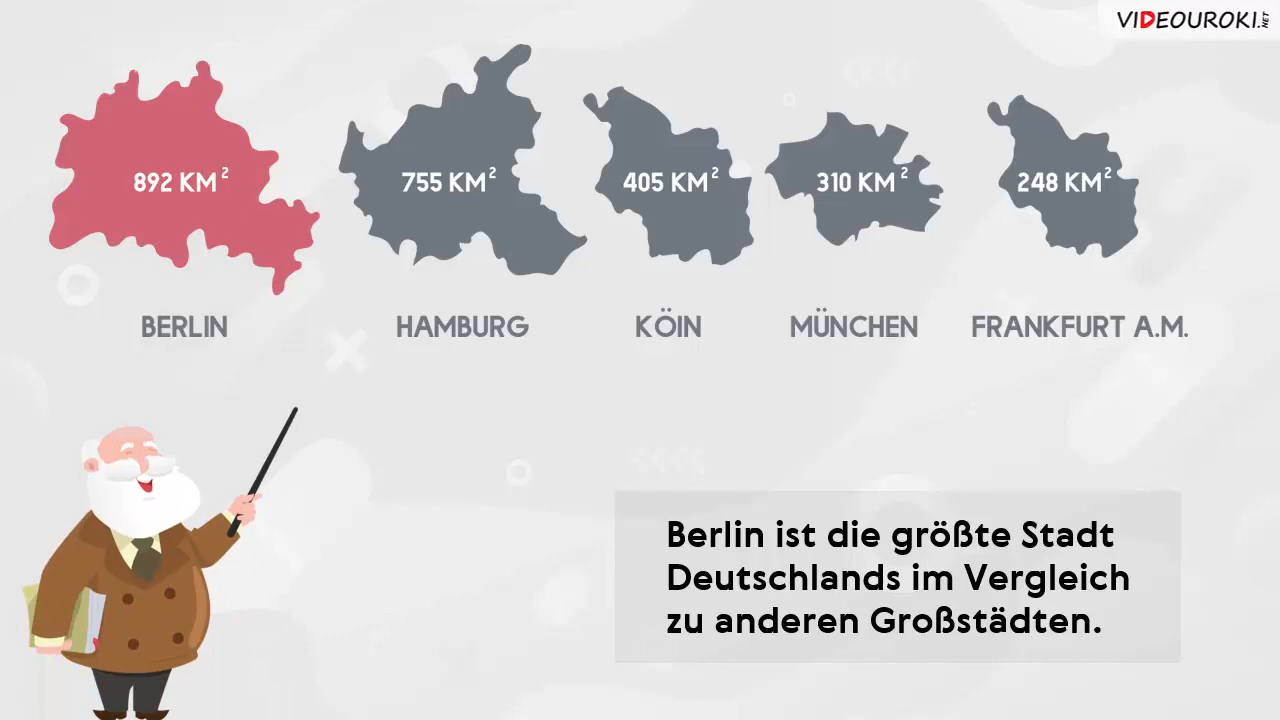 VIDEOUROKI.NET
892 KM² 755 KM² 405 KM² 310 KM² 248 KM²
BERLIN HAMBURG KÖIN MÜNCHEN FRANKFURT A.M.
Berlin ist die größte Stadt
Deutschlands im Vergleich
zu anderen Großstädten.